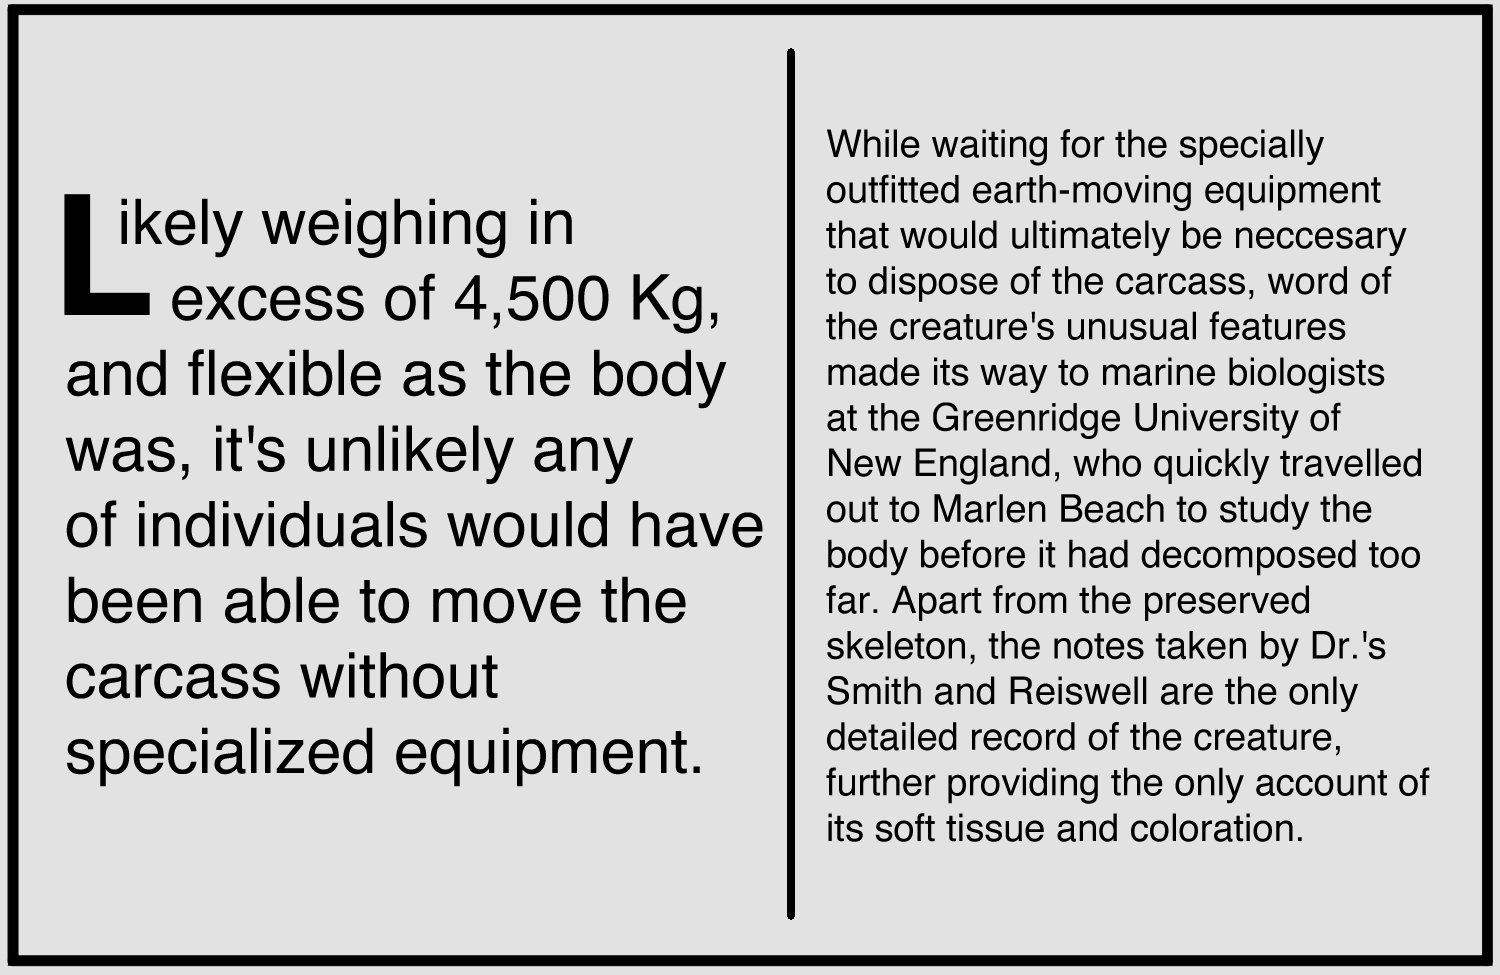 Likely weighing in
excess of 4,500 Kg,
and flexible as the body
was, it's unlikely any
of individuals would have
been able to move the
carcass without
specialized equipment.
While waiting for the specially
outfitted earth-moving equipment
that would ultimately be neccesary
to dispose of the carcass, word of
the creature's unusual features
made its way to marine biologists
at the Greenridge University of
New England, who quickly travelled
out to Marlen Beach to study the
body before it had decomposed too
far. Apart from the preserved
skeleton, the notes taken by Dr.'s
Smith and Reiswell are the only
detailed record of the creature,
further providing the only account of
its soft tissue and coloration.